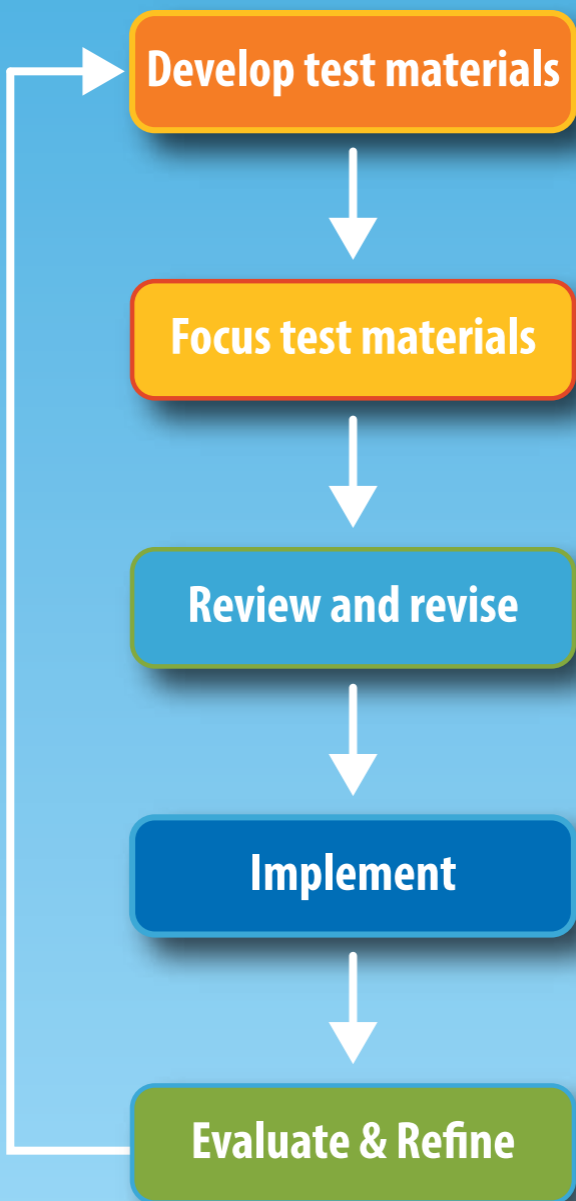 Develop test materials
Focus test materials
Review and revise
Implement
Evaluate & Refine